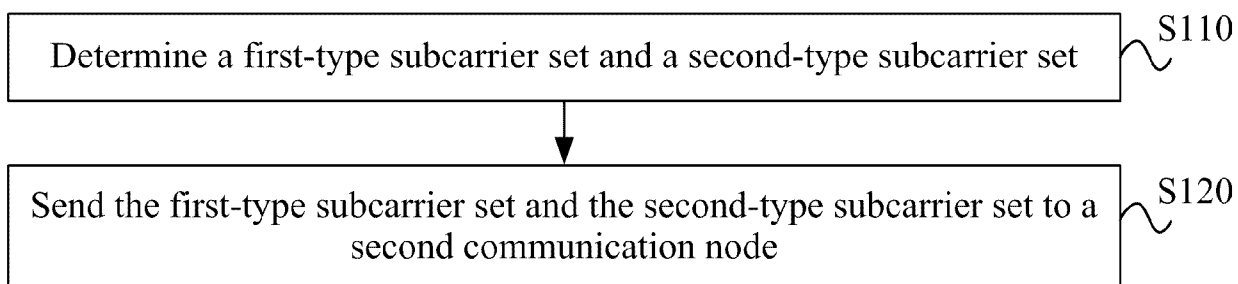 Determine a first-type subcarrier set and a second-type subcarrier set
S110
Send the first-type subcarrier set and the second-type subcarrier set to a
second communication node
S120